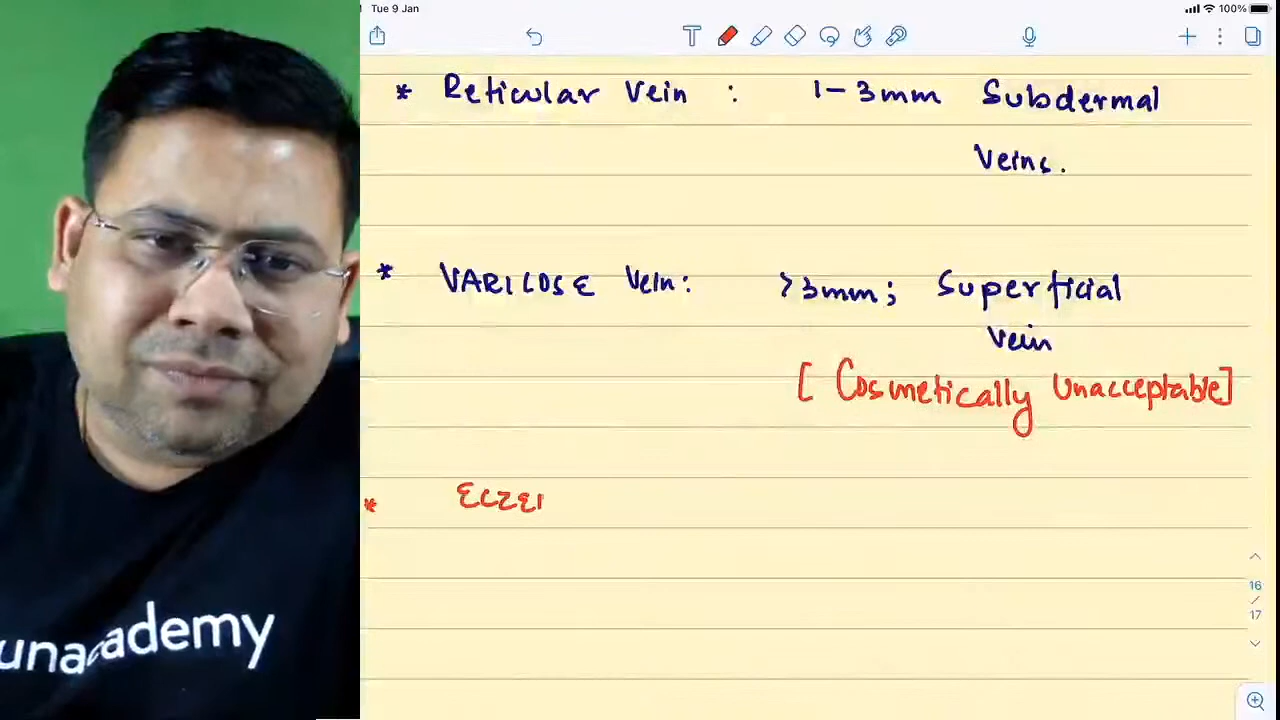 Tue 9 Jan
100%
* Reticular Vein : 1-3mm Subdermal
Veins.
* VARICOSE Vein: >3mm; Superficial
Vein
[ Cosmetically Unacceptable]
* ECZEI
16
/
17
unacademy